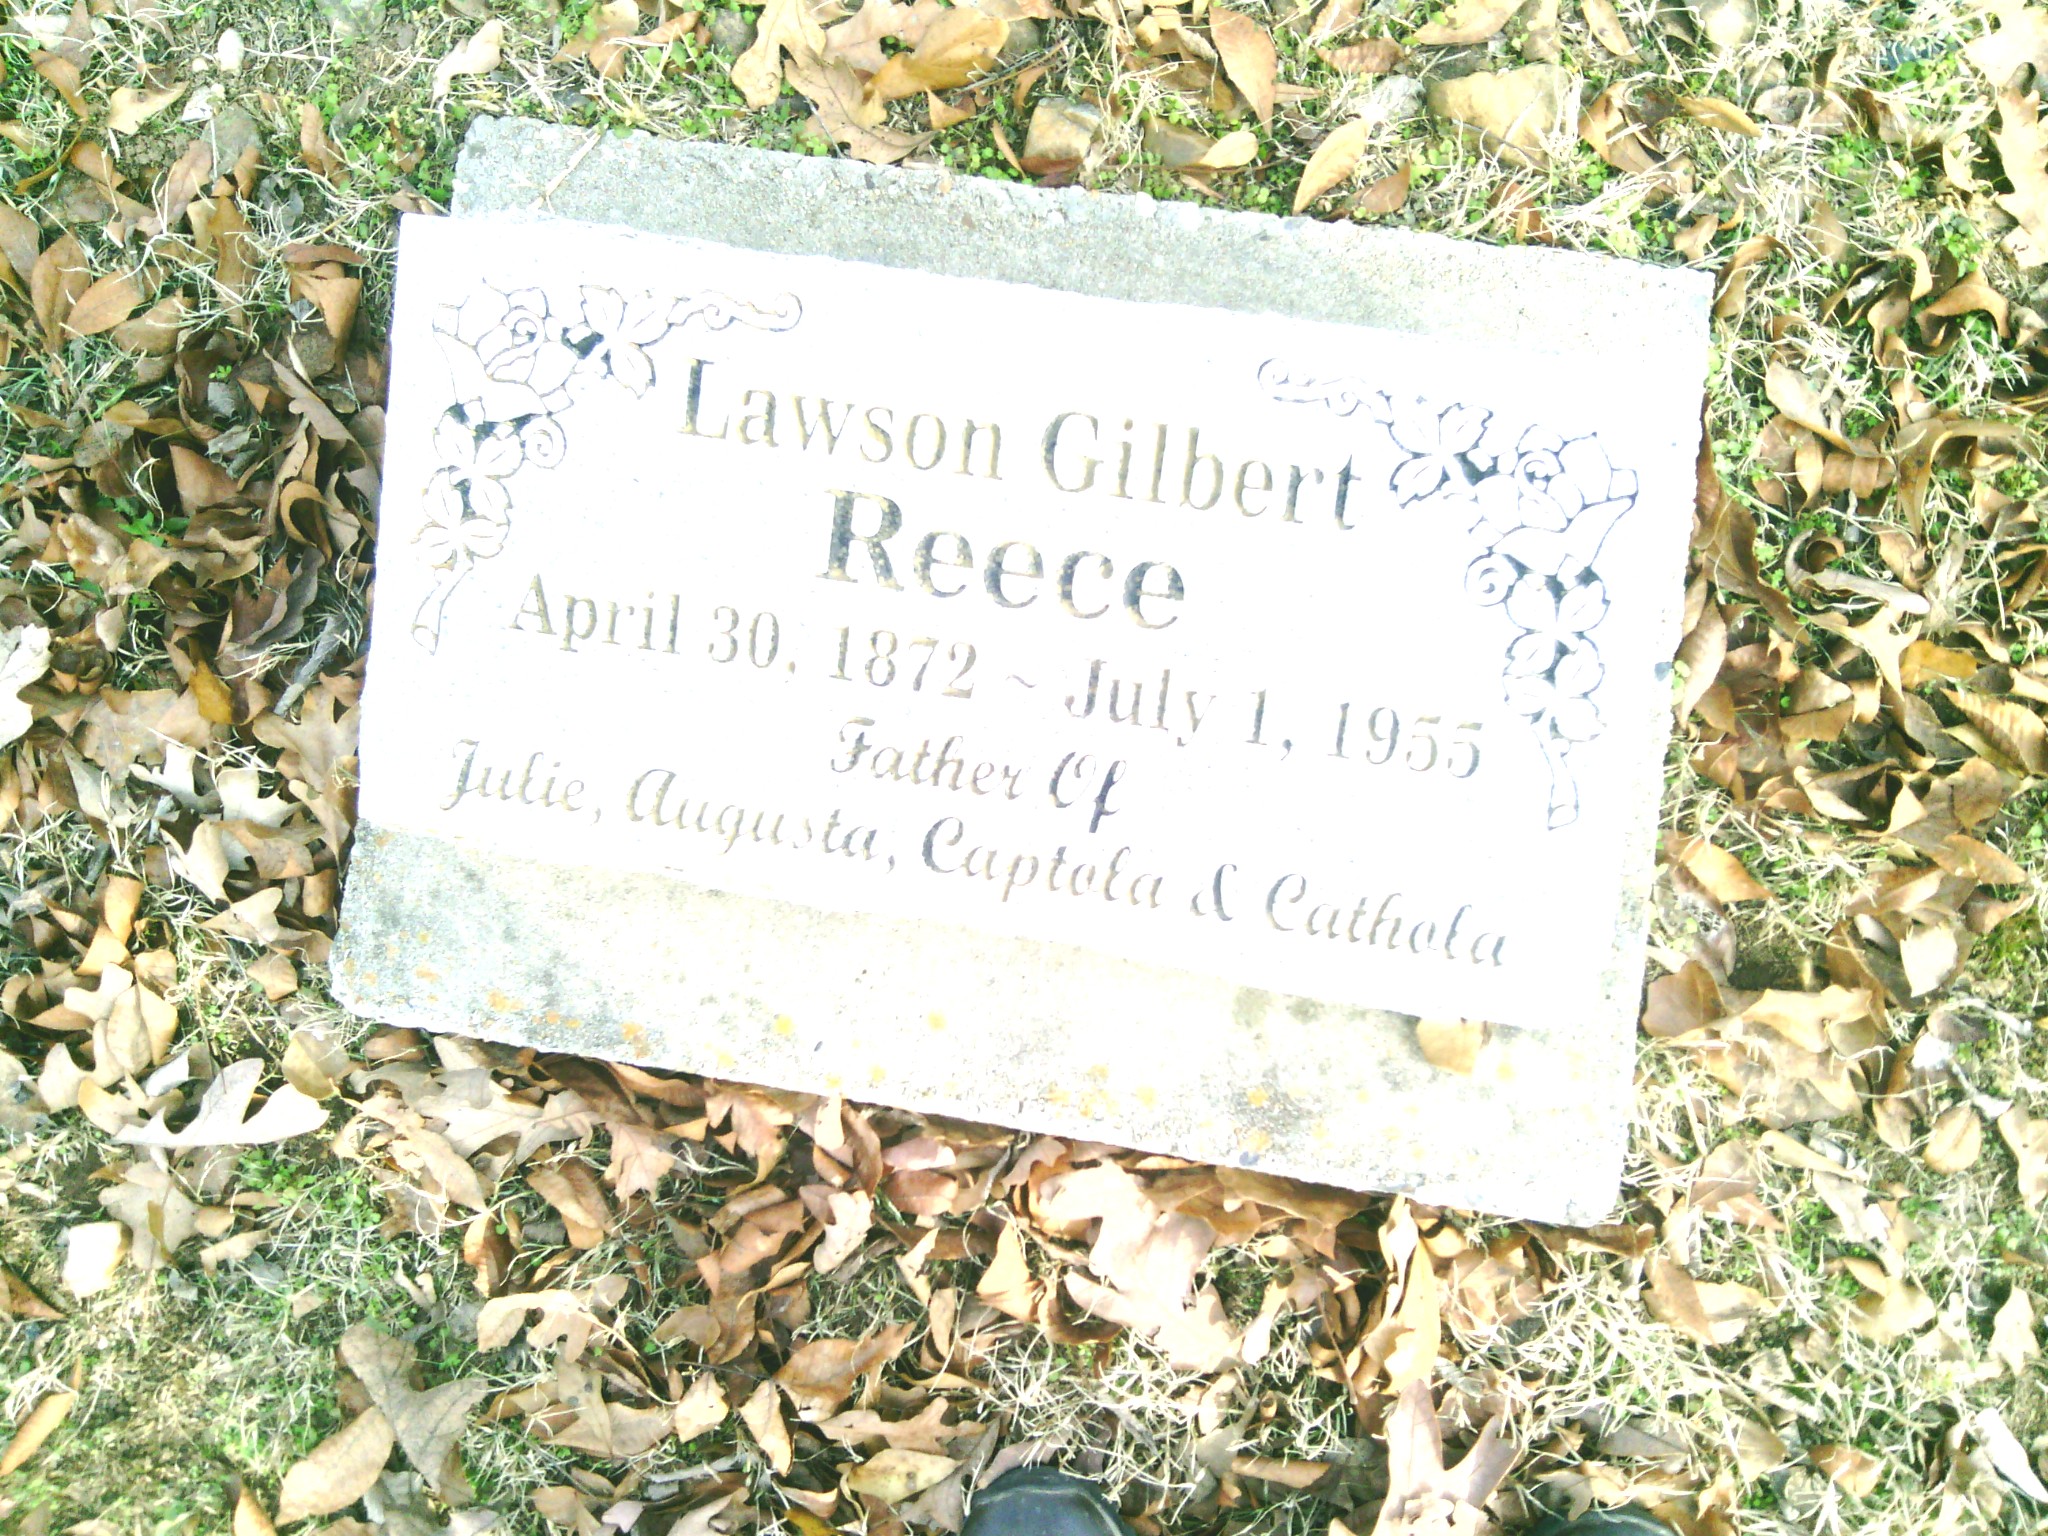 Lawson Gilbert
Reece
April 30, 1872 ~ July 1, 1955
Father Of
Julie, Augusta, Captola & Cathola